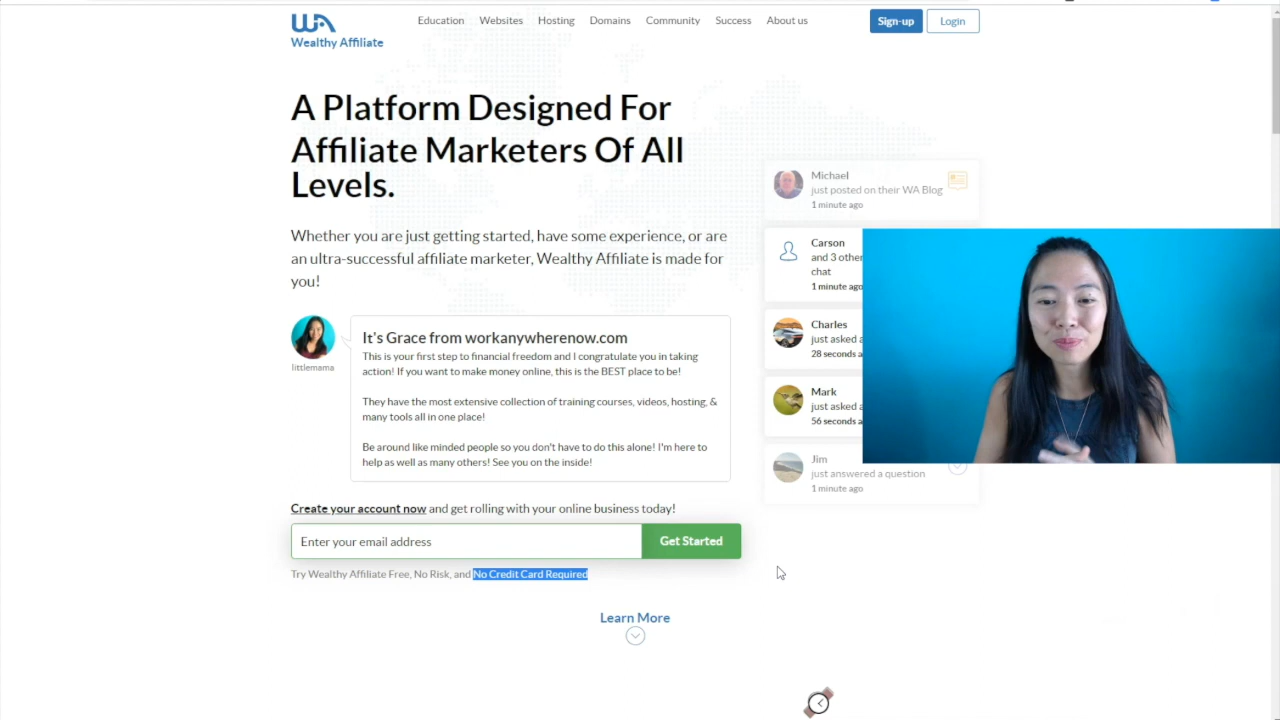 WA
Wealthy Affiliate
Education Websites Hosting Domains Community Success About us
Sign-up Login
A Platform Designed For
Affiliate Marketers Of All
Levels.
Whether you are just getting started, have some experience, or are
an ultra-successful affiliate marketer, Wealthy Affiliate is made for
you!
littlemama
It's Grace from workanywherenow.com
This is your first step to financial freedom and I congratulate you in taking
action! If you want to make money online, this is the BEST place to be!
They have the most extensive collection of training courses, videos, hosting, &
many tools all in one place!
Be around like minded people so you don't have to do this alone! I'm here to
help as well as many others! See you on the inside!
Create your account now and get rolling with your online business today!
Enter your email address
Get Started
Try Wealthy Affiliate Free, No Risk, and No Credit Card Required
Learn More
Michael
just posted on their WA Blog
1 minute ago
Carson
and 3 other
chat
1 minute ago
Charles
just asked a
28 seconds a
Mark
just asked a
56 seconds a
Jim
just answered a question
1 minute ago